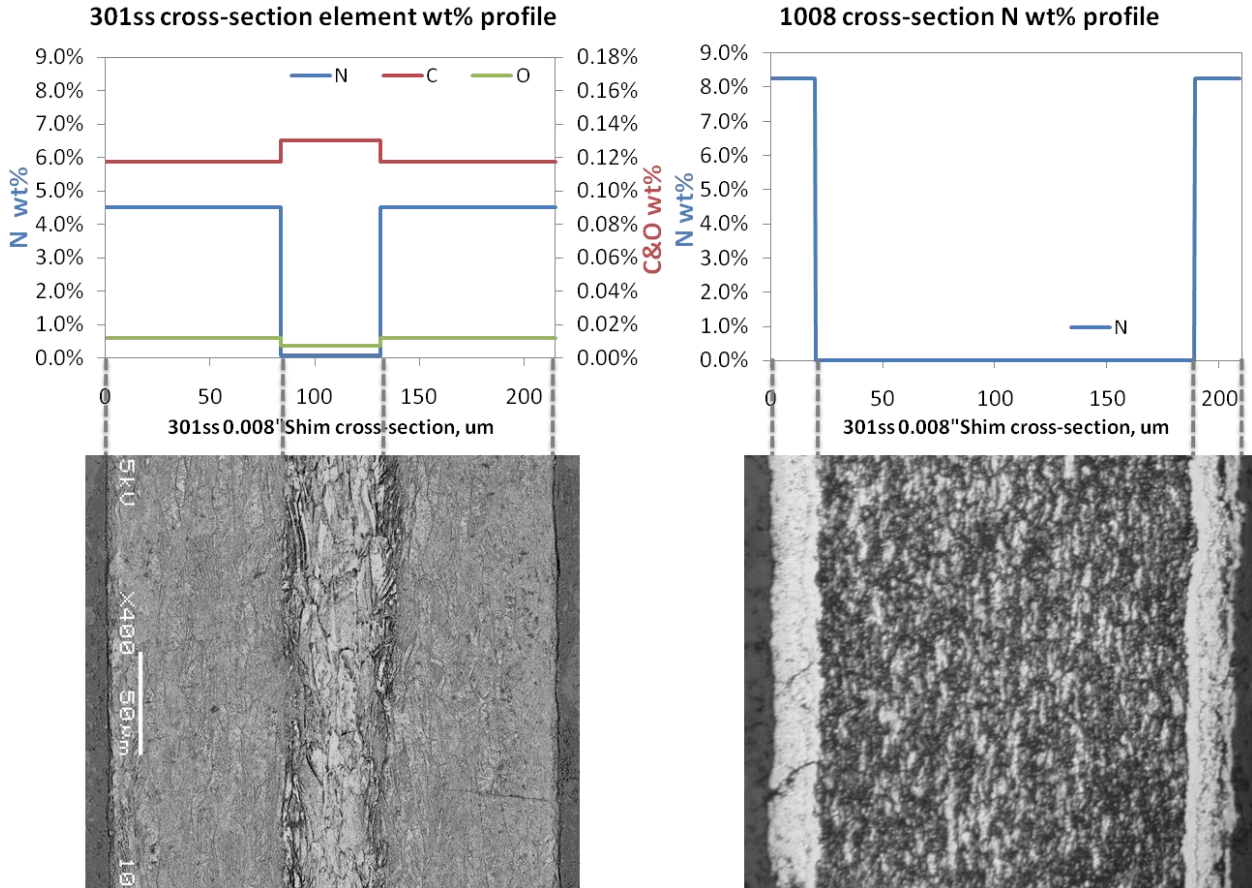 301ss cross-section element wt% profile
9.0%
8.0%
7.0%
6.0%
5.0%
4.0%
3.0%
2.0%
1.0%
0.0%
N wt%
N C O
0.18%
0.16%
0.14%
0.12%
0.10%
0.08%
0.06%
0.04%
0.02%
0.00%
C&O wt%
0 50 100 150 200
301ss 0.008"Shim cross-section, um
5kV X400 50µm 10
1008 cross-section N wt% profile
9.0%
8.0%
7.0%
6.0%
5.0%
4.0%
3.0%
2.0%
1.0%
0.0%
N wt%
N
0 50 100 150 200
301ss 0.008"Shim cross-section, um